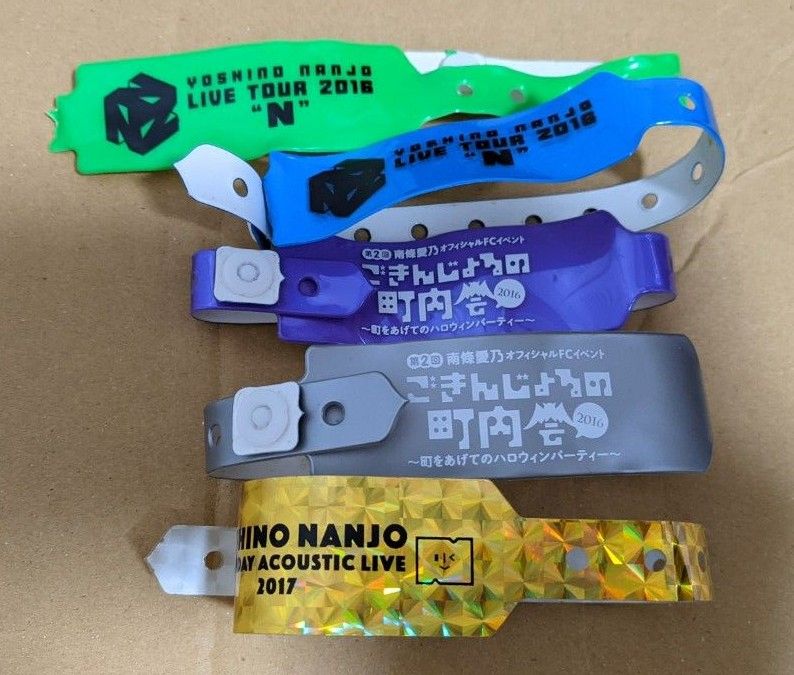 YOSHINO NANJO
LIVE TOUR 2016
"N"
YOSHINO NANJO
LIVE TOUR 2016
"N"
第2回 南條愛乃 オフィシャルFCイベント
ごきんじょるの
町内会 2016
〜町をあげてのハロウィンパーティー〜
第2回 南條愛乃 オフィシャルFCイベント
ごきんじょるの
町内会 2016
〜町をあげてのハロウィンパーティー〜
HINO NANJO
DAY ACOUSTIC LIVE
2017